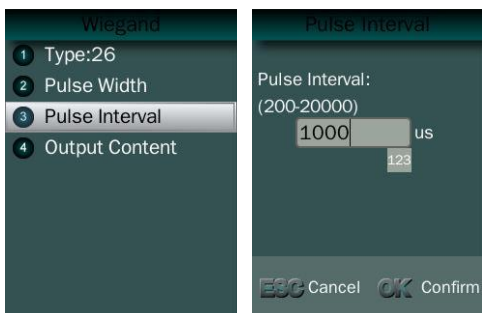 Wiegand
1 Type:26
2 Pulse Width
3 Pulse Interval
4 Output Content
Pulse Interval
Pulse Interval:
(200-20000)
1000 us
123
ESC Cancel OK Confirm